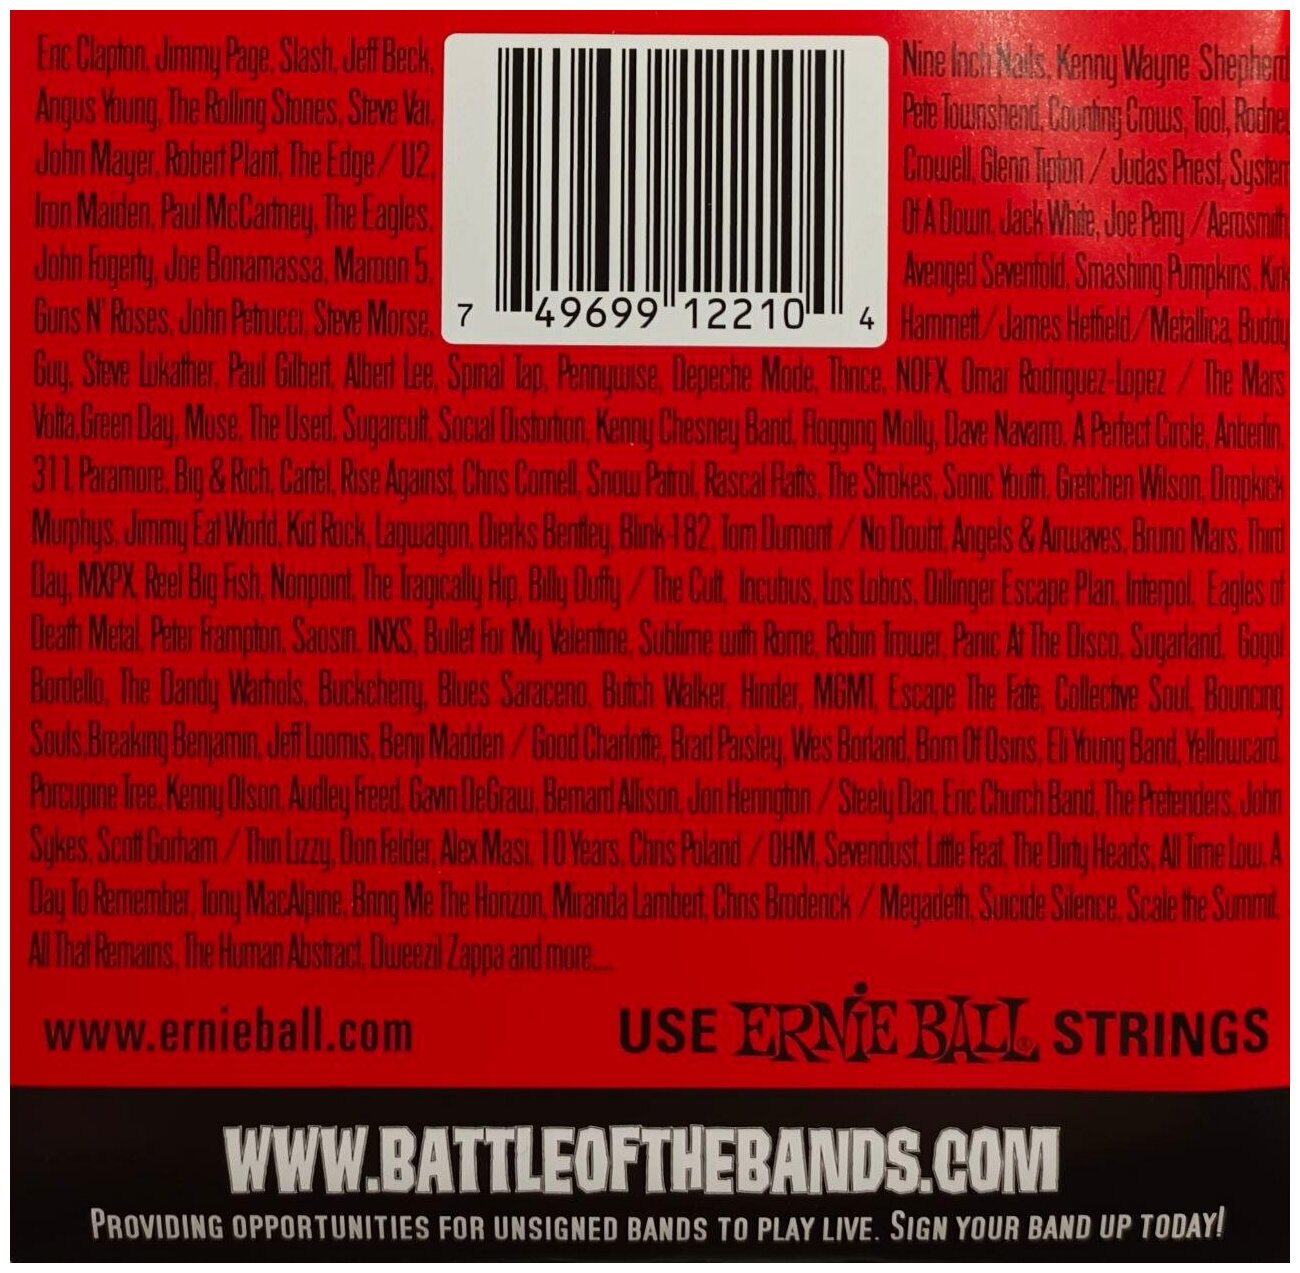 Eric Clapton, Jimmy Page, Slash, Jeff Beck,
Angus Young, The Rolling Stones, Steve Vai,
John Mayer, Robert Plant, The Edge / U2,
Iron Maiden, Paul McCartney, The Eagles,
John Fogerty, Joe Bonamassa, Maroon 5,
Guns N' Roses, John Petrucci, Steve Morse,
7 49699 12210 4
Nine Inch Nails, Kenny Wayne Shepherd
Pete Townshend, Counting Crows, Tool, Rodney
Crowell, Glenn Tipton / Judas Priest, System
Of A Down, Jack White, Joe Perry / Aerosmith,
Avenged Sevenfold, Smashing Pumpkins, Kirk
Hammett / James Hetfield / Metallica, Buddy
Guy, Steve Lukather, Paul Gilbert, Albert Lee, Spinal Tap, Pennywise, Depeche Mode, Thrice, NOFX, Omar Rodriguez-Lopez / The Mars
Volta, Green Day, Muse, The Used, Sugarcult, Social Distortion, Kenny Chesney Band, Flogging Molly, Dave Navarro, A Perfect Circle, Anberlin,
311, Paramore, Big & Rich, Cartel, Rise Against, Chris Cornell, Snow Patrol, Rascal Flatts, The Strokes, Sonic Youth, Gretchen Wilson, Dropkick
Murphys, Jimmy Eat World, Kid Rock, Lagwagon, Dierks Bentley, Blink-182, Tom Dumont / No Doubt, Angels & Airwaves, Bruno Mars, Third
Day, MXPX, Reel Big Fish, Nonpoint, The Tragically Hip, Billy Duffy / The Cult, Incubus, Los Lobos, Dillinger Escape Plan, Interpol, Eagles of
Death Metal, Peter Frampton, Saosin, INXS, Bullet For My Valentine, Sublime with Rome, Robin Trower, Panic At The Disco, Sugarland, Gogol
Bordello, The Dandy Warhols, Buckcherry, Blues Saraceno, Butch Walker, Hinder, MGMT, Escape The Fate, Collective Soul, Bouncing
Souls, Breaking Benjamin, Jeff Loomis, Benji Madden / Good Charlotte, Brad Paisley, Wes Borland, Born Of Osiris, Eli Young Band, Yellowcard,
Porcupine Tree, Kenny Olson, Audley Freed, Gavin DeGraw, Bernard Allison, Jon Herington / Steely Dan, Eric Church Band, The Pretenders, John
Sykes, Scott Gorham / Thin Lizzy, Don Felder, Alex Masi, 10 Years, Chris Poland / OHM, Sevendust, Little Feat, The Dirty Heads, All Time Low, A
Day To Remember, Tony MacAlpine, Bring Me The Horizon, Miranda Lambert, Chris Broderick / Megadeth, Suicide Silence, Scale the Summit,
All That Remains, The Human Abstract, Dweezil Zappa and more....
www.ernieball.com
USE ERNIE BALL® STRINGS
WWW.BATTLEOFTHEBANDS.COM
PROVIDING OPPORTUNITIES FOR UNSIGNED BANDS TO PLAY LIVE. SIGN YOUR BAND UP TODAY!